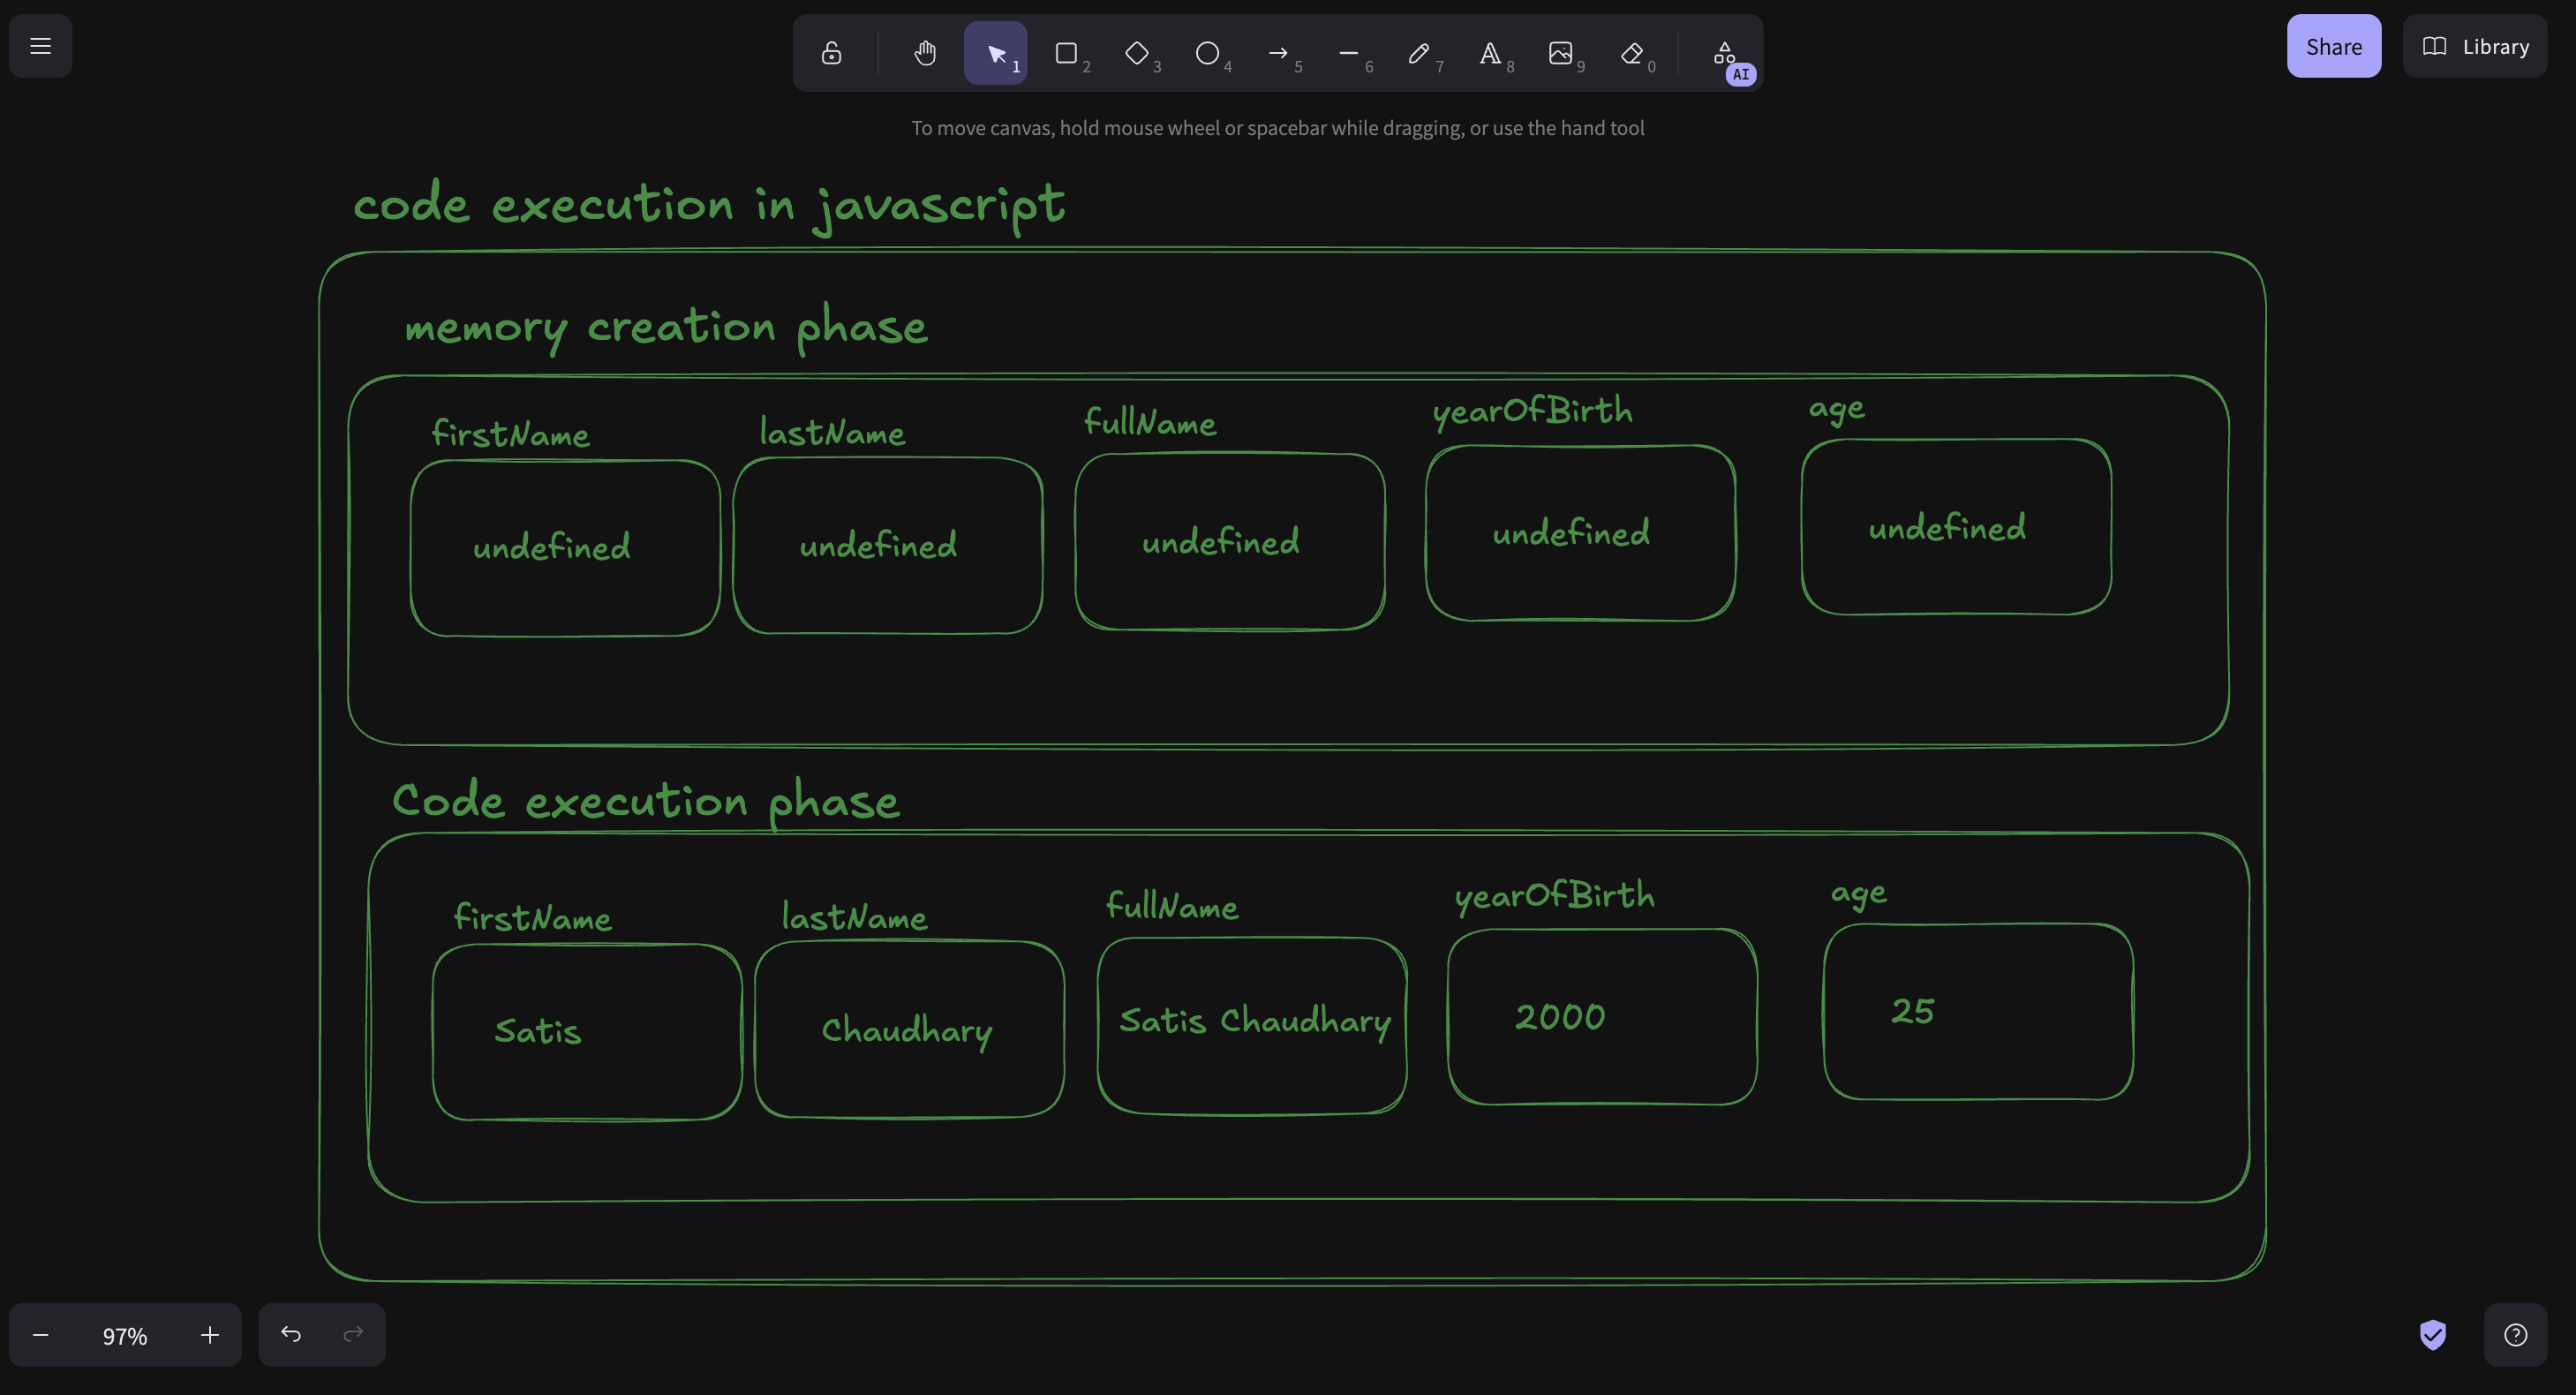 1
2
3
4
5
6
7
A 8
9
0
AI
Share
Library
To move canvas, hold mouse wheel or spacebar while dragging, or use the hand tool
code execution in javascript
memory creation phase
firstName
lastName
fullName
yearOfBirth
age
undefined
undefined
undefined
undefined
undefined
Code execution phase
firstName
lastName
fullName
yearOfBirth
age
Satis
Chaudhary
Satis Chaudhary
2000
25
97%